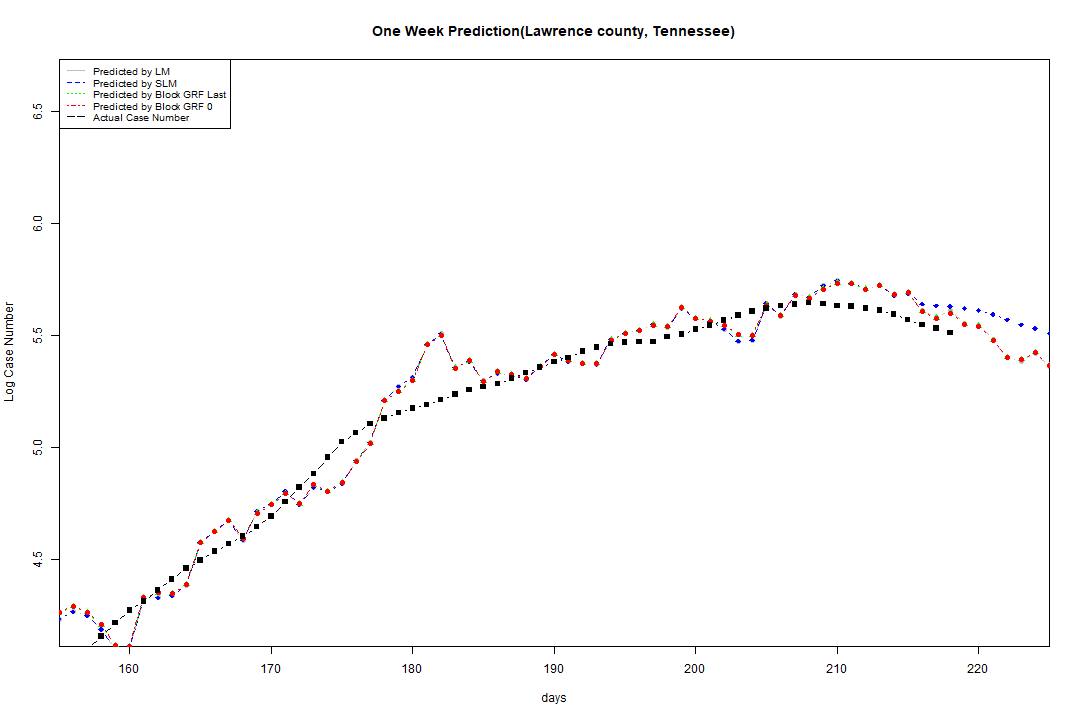 One Week Prediction(Lawrence county, Tennessee)
Predicted by LM
Predicted by SLM
Predicted by Block GRF Last
Predicted by Block GRF 0
Actual Case Number
6.5
6.0
5.5
5.0
4.5
Log Case Number
160 170 180 190 200 210 220
days